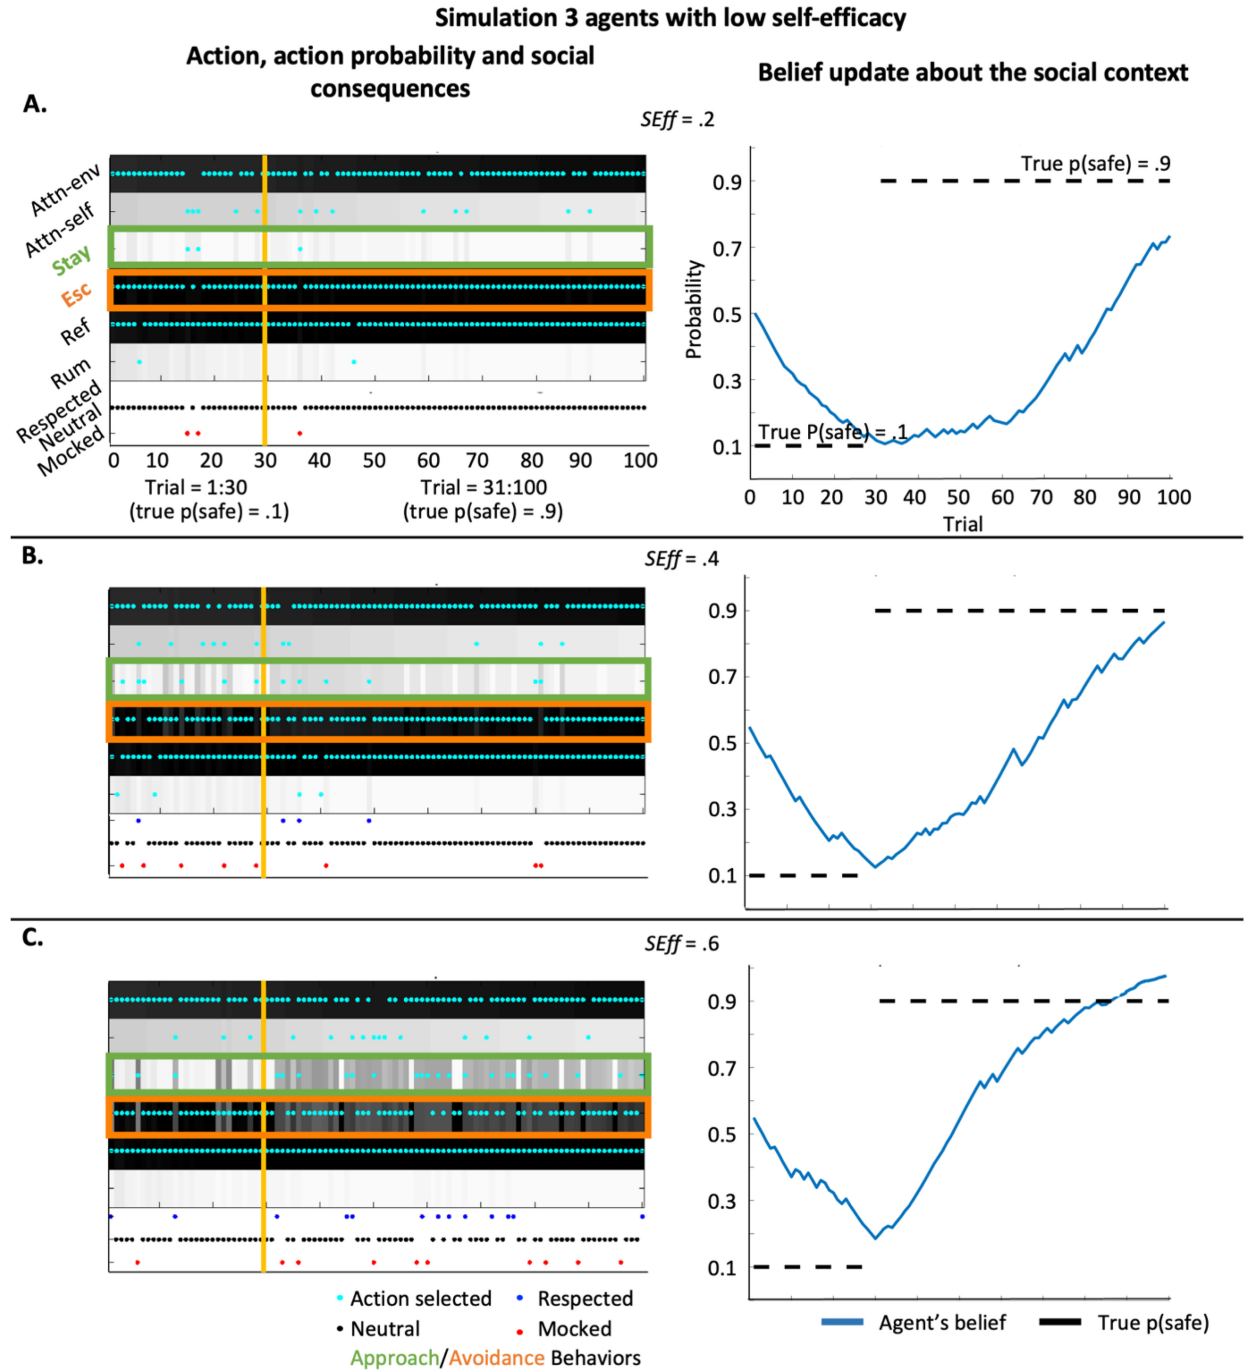 Simulation 3 agents with low self-efficacy
Action, action probability and social
consequences
Belief update about the social context
A.
SEff = .2
Attn-env
Attn-self
Stay
Esc
Ref
Rum
Respected
Neutral
Mocked
0 10 20 30 40 50 60 70 80 90 100
Trial = 1:30
(true p(safe) = .1)
Trial = 31:100
(true p(safe) = .9)
Probability
0.9
0.7
0.5
0.3
0.1
True p(safe) = .9
True P(safe) = .1
0 10 20 30 40 50 60 70 80 90 100
Trial
B.
SEff = .4
0.9
0.7
0.5
0.3
0.1
C.
SEff = .6
0.9
0.7
0.5
0.3
0.1
Action selected
Respected
Neutral
Mocked
Approach/Avoidance Behaviors
Agent's belief
True p(safe)